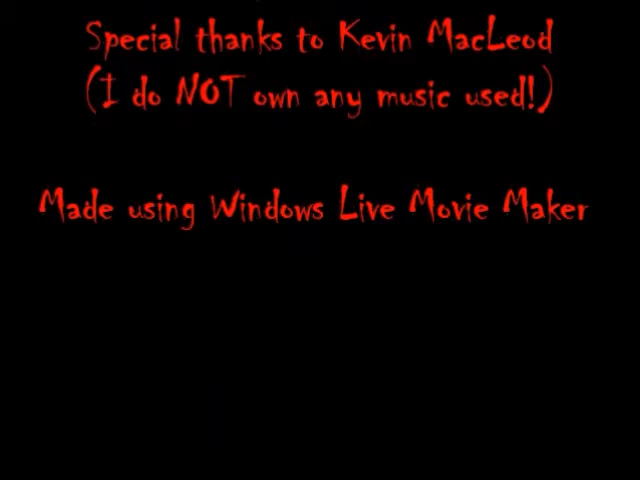 Special thanks to Kevin MacLeod
(I do NOT own any music used!)
Made using Windows Live Movie Maker